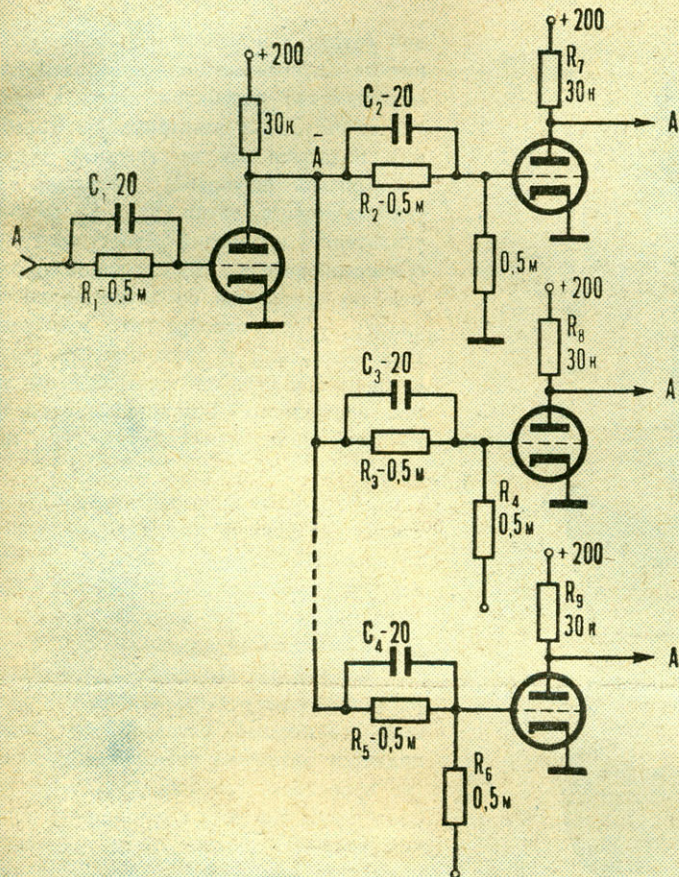 +200
30к
A
C₁-20
R₁-0,5м
Ā
C₂-20
R₂-0,5м
0,5м
+200
R₇
30к
A
C₃-20
R₃-0,5м
R₄
0,5м
+200
R₈
30к
A
C₄-20
R₅-0,5м
R₆
0,5м
+200
R₉
30к
A